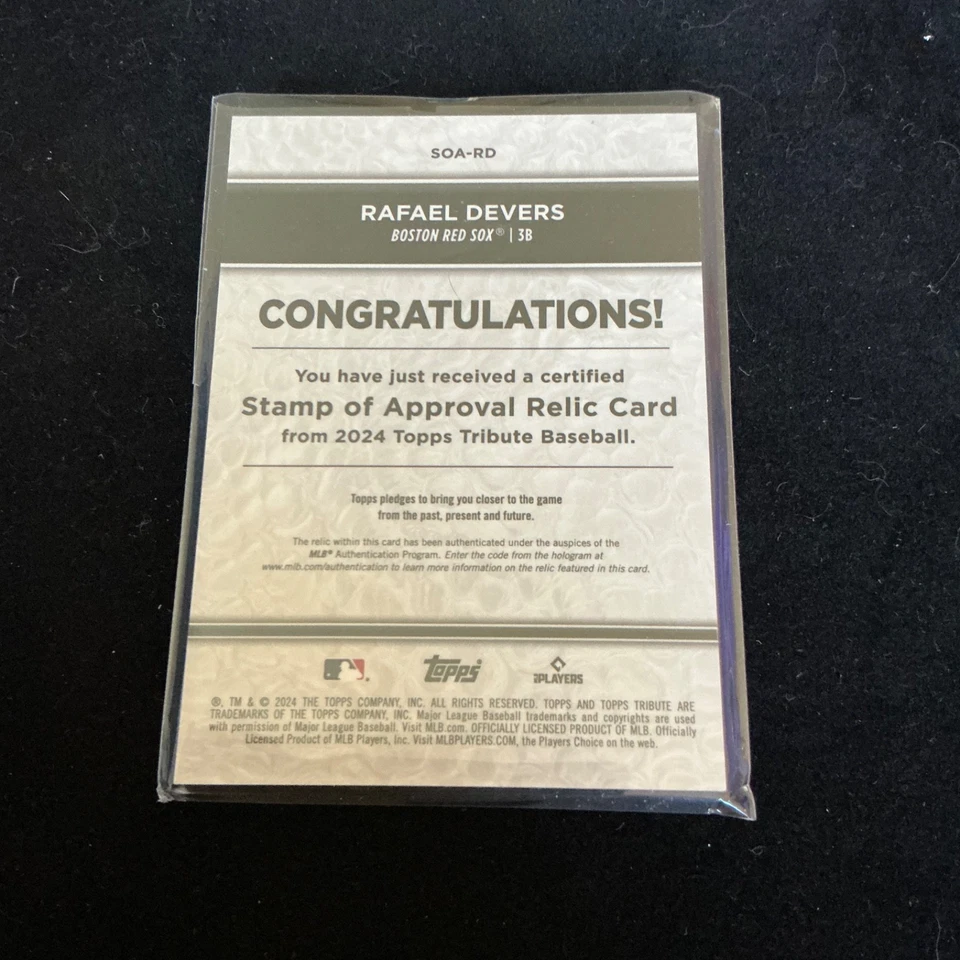 SOA-RD
RAFAEL DEVERS
BOSTON RED SOX® | 3B
CONGRATULATIONS!
You have just received a certified
Stamp of Approval Relic Card
from 2024 Topps Tribute Baseball.
Topps pledges to bring you closer to the game
from the past, present and future.
The relic within this card has been authenticated under the auspices of the
MLB® Authentication Program. Enter the code from the hologram at
www.mlb.com/authentication to learn more information on the relic featured in this card.
topps PLAYERS
®, TM & © 2024 THE TOPPS COMPANY, INC. ALL RIGHTS RESERVED. TOPPS AND TOPPS TRIBUTE ARE
TRADEMARKS OF THE TOPPS COMPANY, INC. Major League Baseball trademarks and copyrights are used
with permission of Major League Baseball. Visit MLB.com. OFFICIALLY LICENSED PRODUCT OF MLB. Officially
Licensed Product of MLB Players, Inc. Visit MLBPLAYERS.COM, the Players Choice on the web.